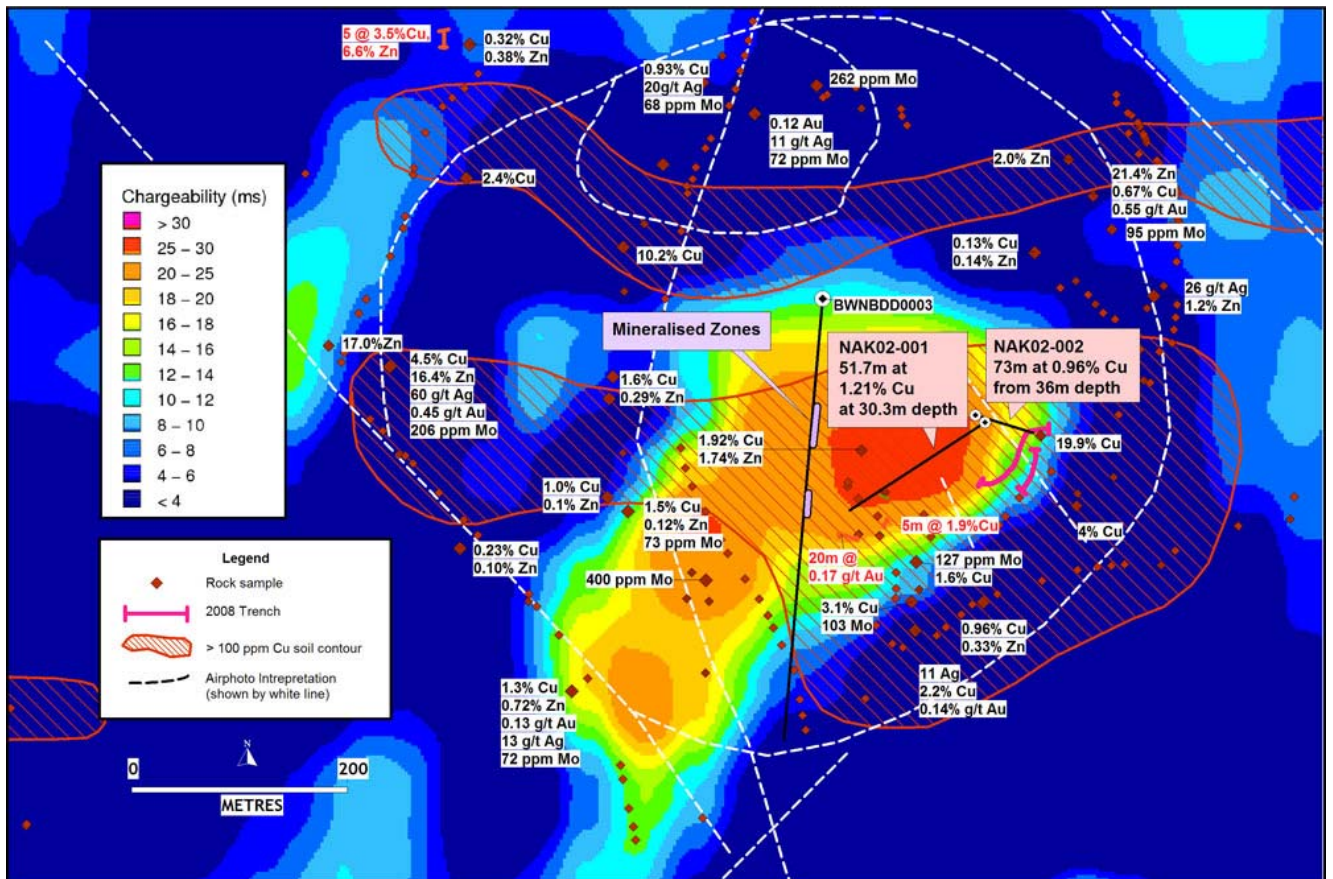 5 @ 3.5%Cu,
6.6% Zn
0.32% Cu
0.38% Zn
0.93% Cu
20g/t Ag
68 ppm Mo
262 ppm Mo
0.12 Au
11 g/t Ag
72 ppm Mo
2.0% Zn
21.4% Zn
0.67% Cu
0.55 g/t Au
95 ppm Mo
2.4%Cu
10.2% Cu
0.13% Cu
0.14% Zn
26 g/t Ag
1.2% Zn
Chargeability (ms)
> 30
25 – 30
20 – 25
18 – 20
16 – 18
14 – 16
12 – 14
10 – 12
8 – 10
6 – 8
4 – 6
< 4
BWNBDD0003
Mineralised Zones
NAK02-001
51.7m at
1.21% Cu
at 30.3m depth
NAK02-002
73m at 0.96% Cu
from 36m depth
17.0%Zn
4.5% Cu
16.4% Zn
60 g/t Ag
0.45 g/t Au
206 ppm Mo
1.6% Cu
0.29% Zn
1.92% Cu
1.74% Zn
19.9% Cu
1.0% Cu
0.1% Zn
1.5% Cu
0.12% Zn
73 ppm Mo
5m @ 1.9%Cu
4% Cu
0.23% Cu
0.10% Zn
400 ppm Mo
20m @
0.17 g/t Au
127 ppm Mo
1.6% Cu
3.1% Cu
103 Mo
0.96% Cu
0.33% Zn
11 Ag
2.2% Cu
0.14% g/t Au
1.3% Cu
0.72% Zn
0.13 g/t Au
13 g/t Ag
72 ppm Mo
Legend
Rock sample
2008 Trench
> 100 ppm Cu soil contour
Airphoto Intrepretation
(shown by white line)
N
0 200
METRES